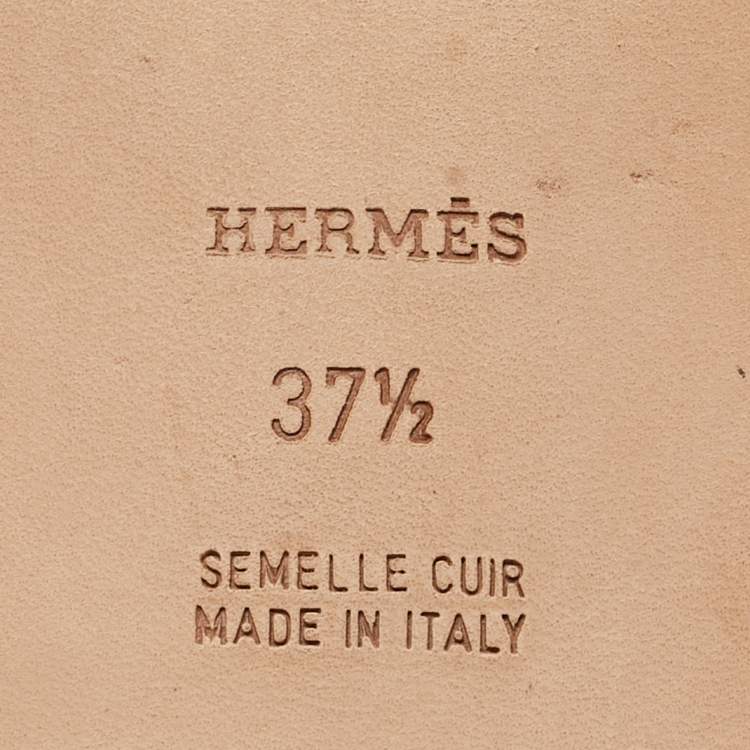 HERMÈS
37½
SEMELLE CUIR
MADE IN ITALY